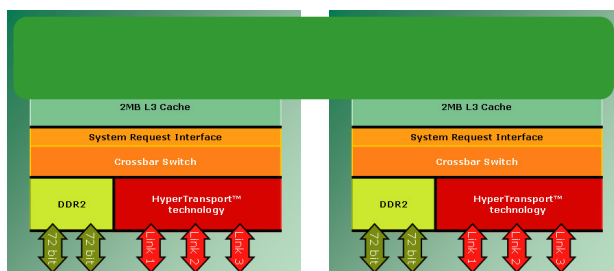 2MB L3 Cache
System Request Interface
Crossbar Switch
DDR2
HyperTransport™
technology
72 bit
72 bit
Link 1
Link 2
Link 3
2MB L3 Cache
System Request Interface
Crossbar Switch
DDR2
HyperTransport™
technology
72 bit
72 bit
Link 1
Link 2
Link 3